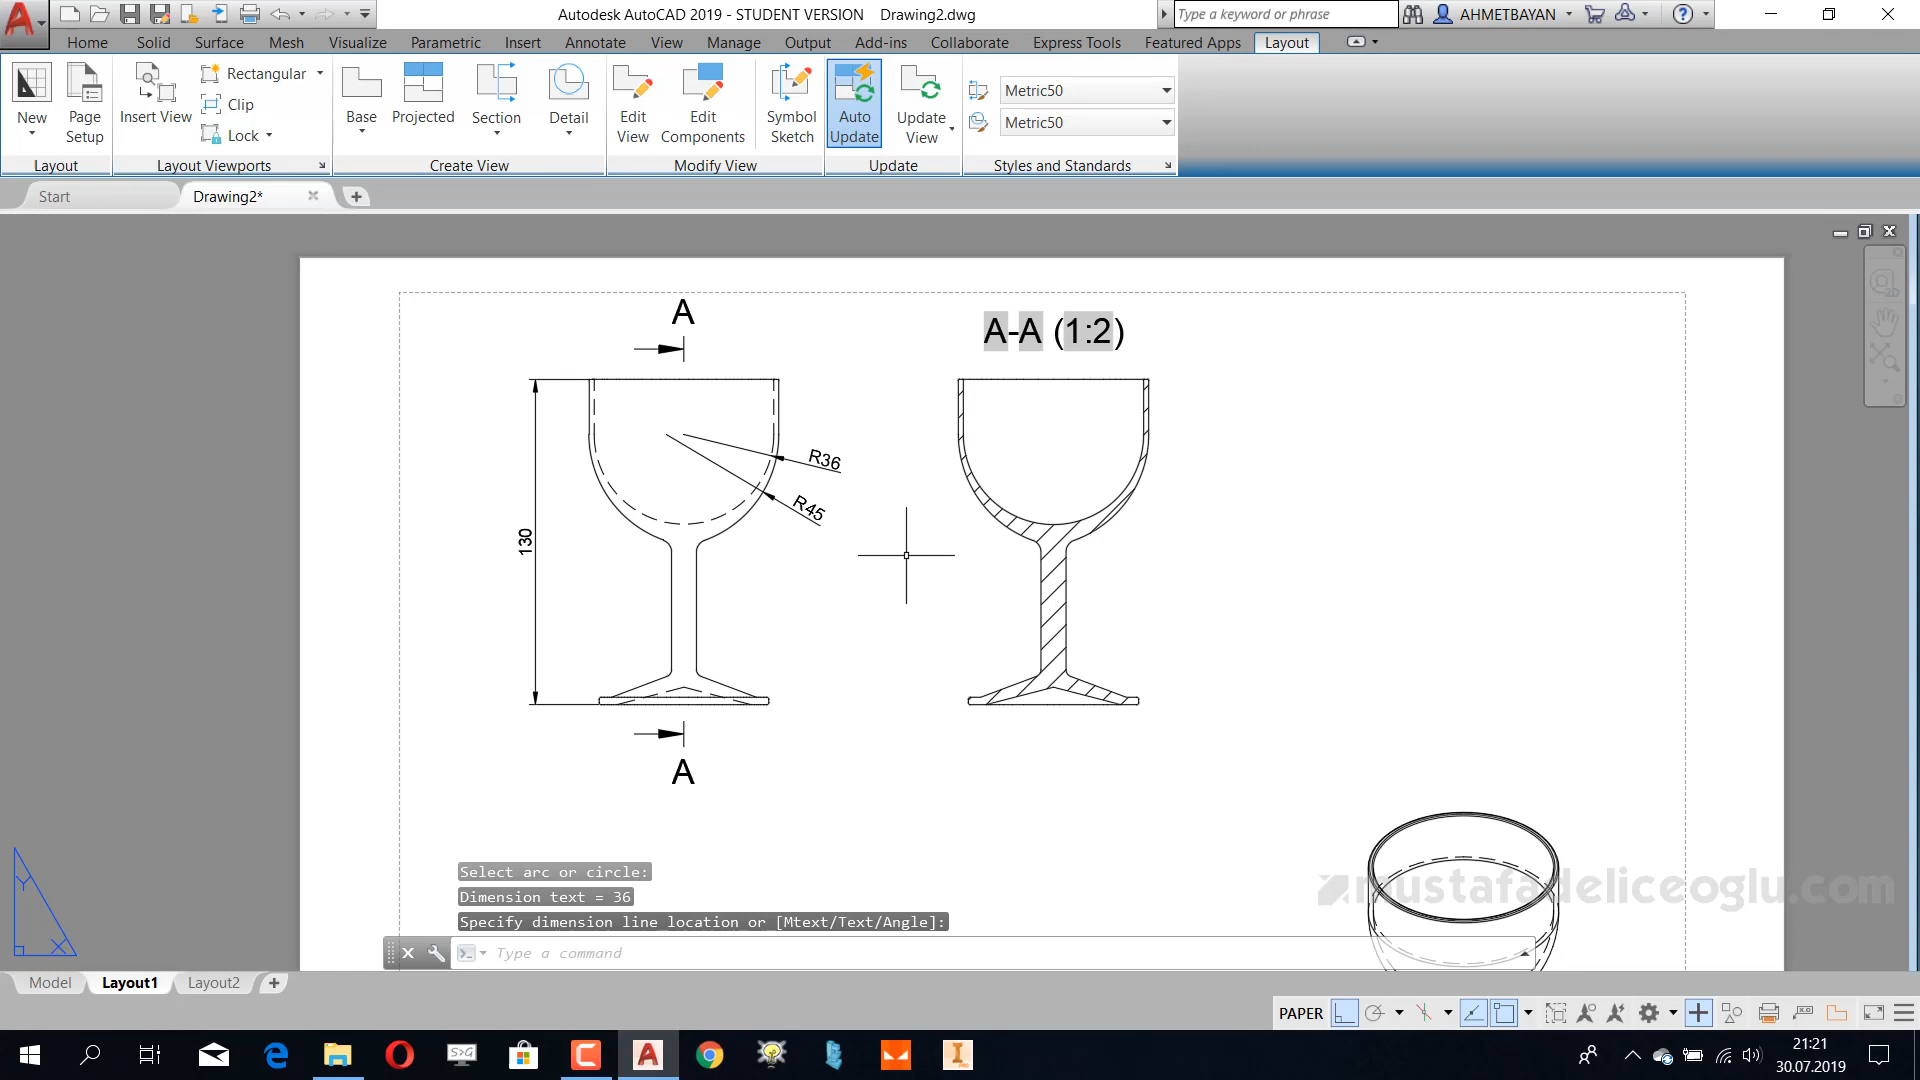 Autodesk AutoCAD 2019 - STUDENT VERSION Drawing2.dwg
Type a keyword or phrase
AHMETBAYAN
Home Solid Surface Mesh Visualize Parametric Insert Annotate View Manage Output Add-ins Collaborate Express Tools Featured Apps Layout
New
Page Setup
Insert View
Rectangular
Clip
Lock
Base
Projected
Section
Detail
Edit View
Edit Components
Symbol Sketch
Auto Update
Update View
Metric50
Metric50
Layout
Layout Viewports
Create View
Modify View
Update
Styles and Standards
Start
Drawing2*
2D
A
A-A (1:2)
R36
R45
130
A
Select arc or circle:
Dimension text = 36
Specify dimension line location or [Mtext/Text/Angle]:
Type a command
mustafadeliceoglu.com
Y
X
Model
Layout1
Layout2
PAPER
S>G
21:21
30.07.2019